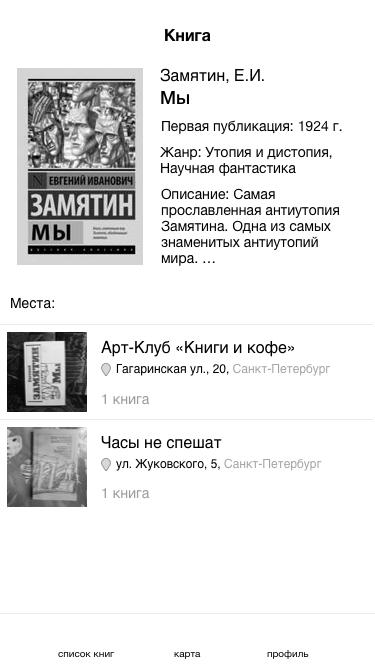 Книга
Замятин, Е.И.
Мы
Первая публикация: 1924 г.
Жанр: Утопия и дистопия,
Научная фантастика
Описание: Самая
прославленная антиутопия
Замятина. Одна из самых
знаменитых антиутопий
мира. ...
ЕВГЕНИЙ ИВАНОВИЧ
ЗАМЯТИН
МЫ
Места:
Арт-Клуб «Книги и кофе»
Гагаринская ул., 20, Санкт-Петербург
1 книга
ЗАМЯТИН
Мы
Часы не спешат
ул. Жуковского, 5, Санкт-Петербург
1 книга
список книг
карта
профиль